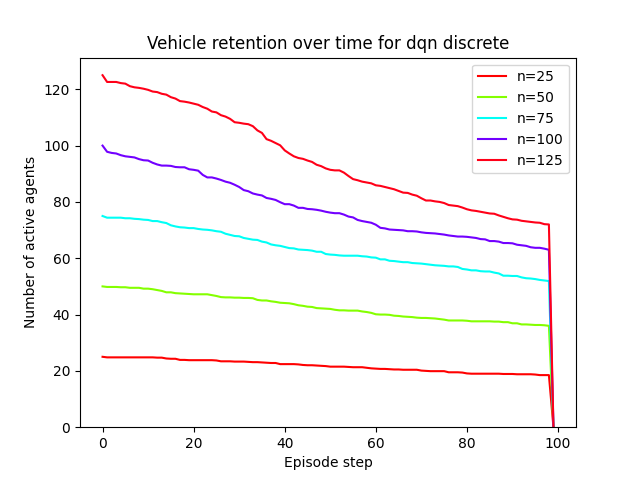 Vehicle retention over time for dqn discrete
Number of active agents
120
100
80
60
40
20
0
n=25
n=50
n=75
n=100
n=125
0 20 40 60 80 100
Episode step